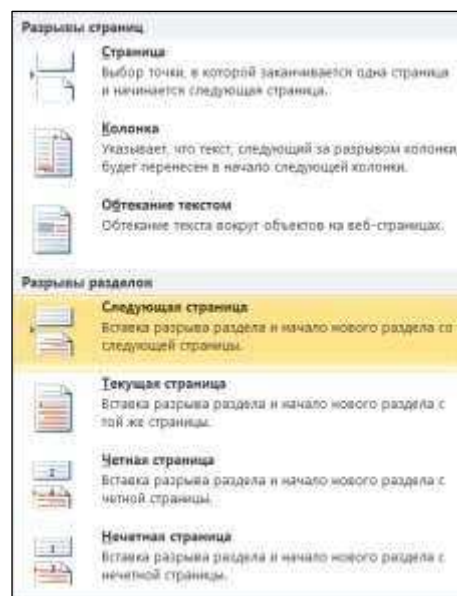 Разрывы страниц
Страница
Выбор точки, в которой заканчивается одна страница
и начинается следующая страница.
Колонка
Указывает, что текст, следующий за разрывом колонки,
будет перенесен в начало следующей колонки.
Обтекание текстом
Обтекание текста вокруг объектов на веб-страницах.
Разрывы разделов
Следующая страница
Вставка разрыва раздела и начало нового раздела со
следующей страницы.
Текущая страница
Вставка разрыва раздела и начало нового раздела с
той же страницы.
Четная страница
Вставка разрыва раздела и начало нового раздела с
четной страницы.
Нечетная страница
Вставка разрыва раздела и начало нового раздела с
нечетной страницы.